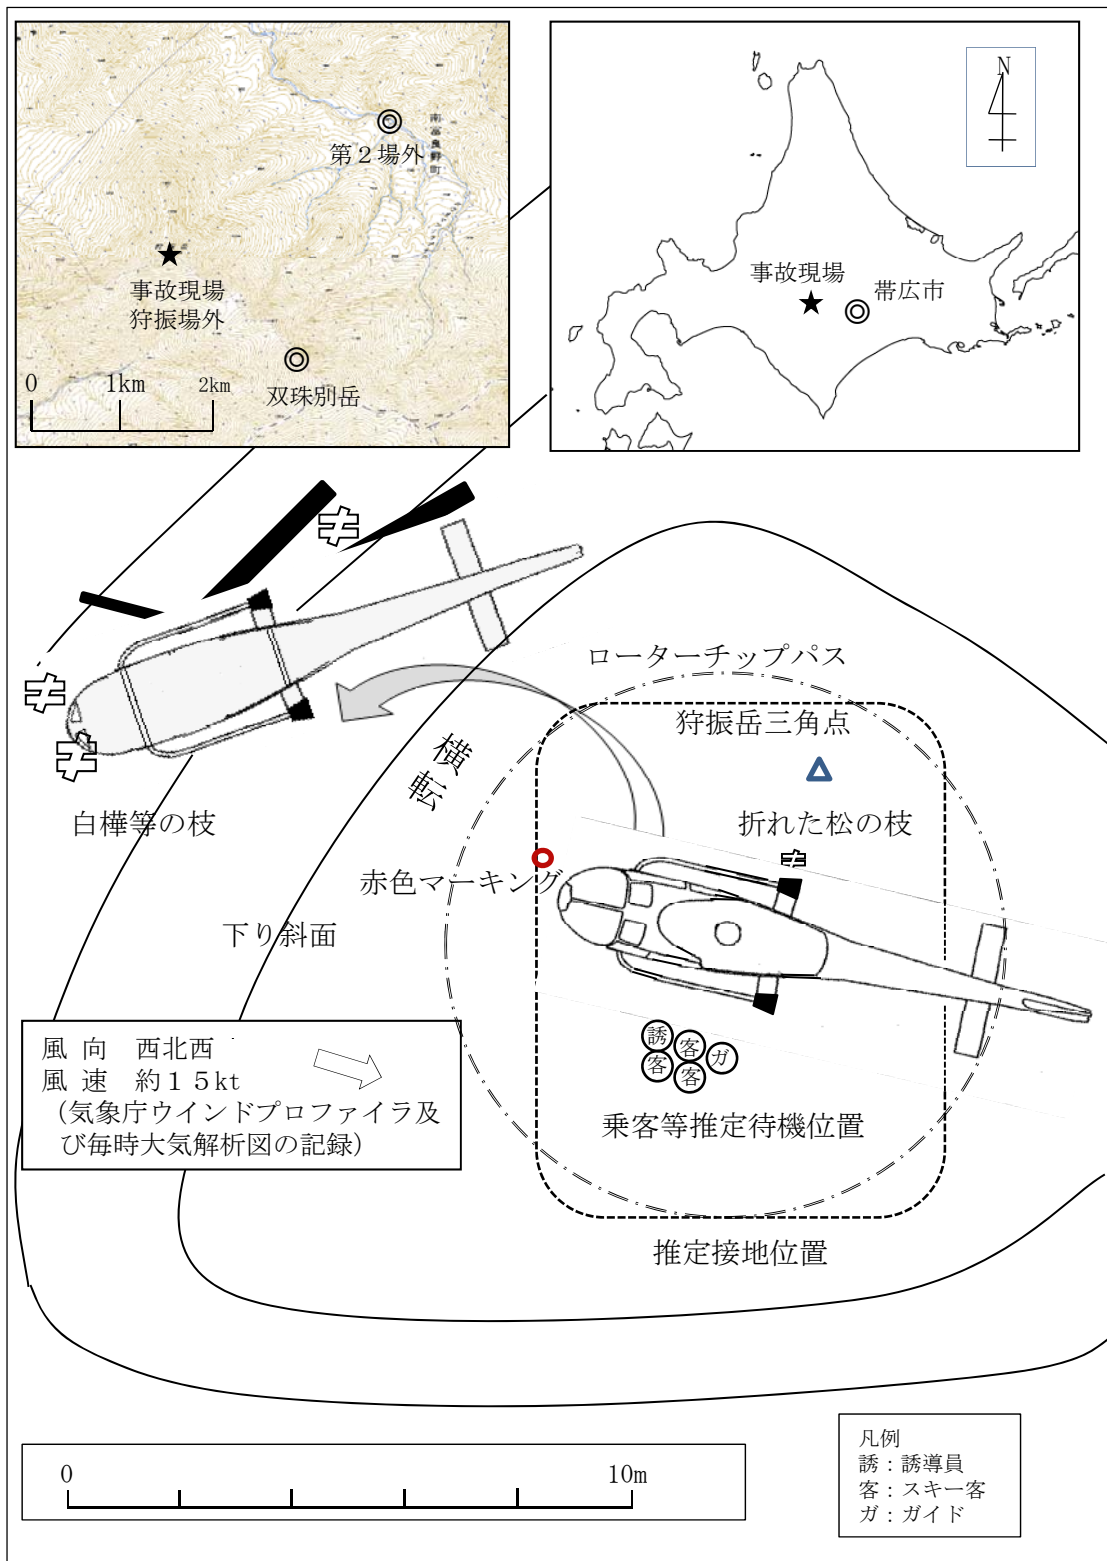 南富良野町
第２場外
事故現場
狩振場外
双珠別岳
0
1km
2km
N
事故現場
帯広市
ローターチップパス
狩振岳三角点
横転
折れた松の枝
白樺等の枝
赤色マーキング
下り斜面
風 向　西北西
風 速　約１５kt
（気象庁ウインドプロファイラ及
び毎時大気解析図の記録）
誘
客
ガ
客
客
乗客等推定待機位置
推定接地位置
0
10m
凡例
誘：誘導員
客：スキー客
ガ：ガイド